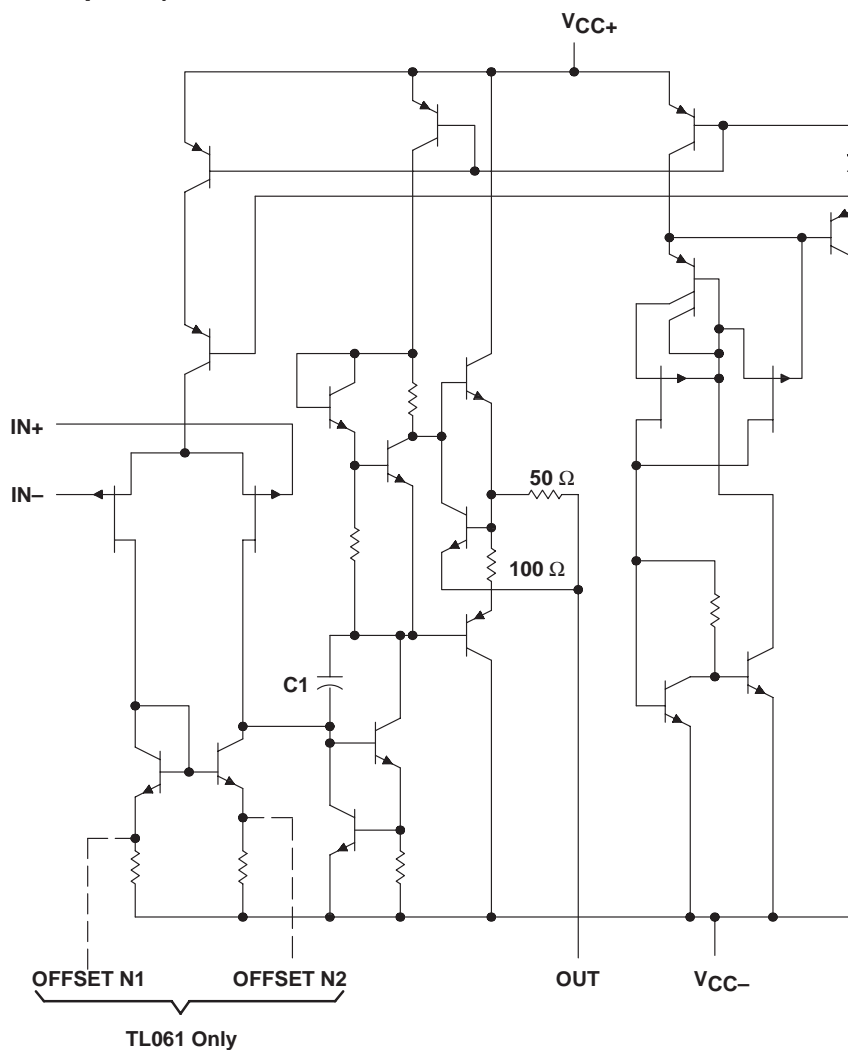 VCC+
IN+
IN–
50 Ω
100 Ω
C1
OFFSET N1
OFFSET N2
OUT
VCC–
TL061 Only